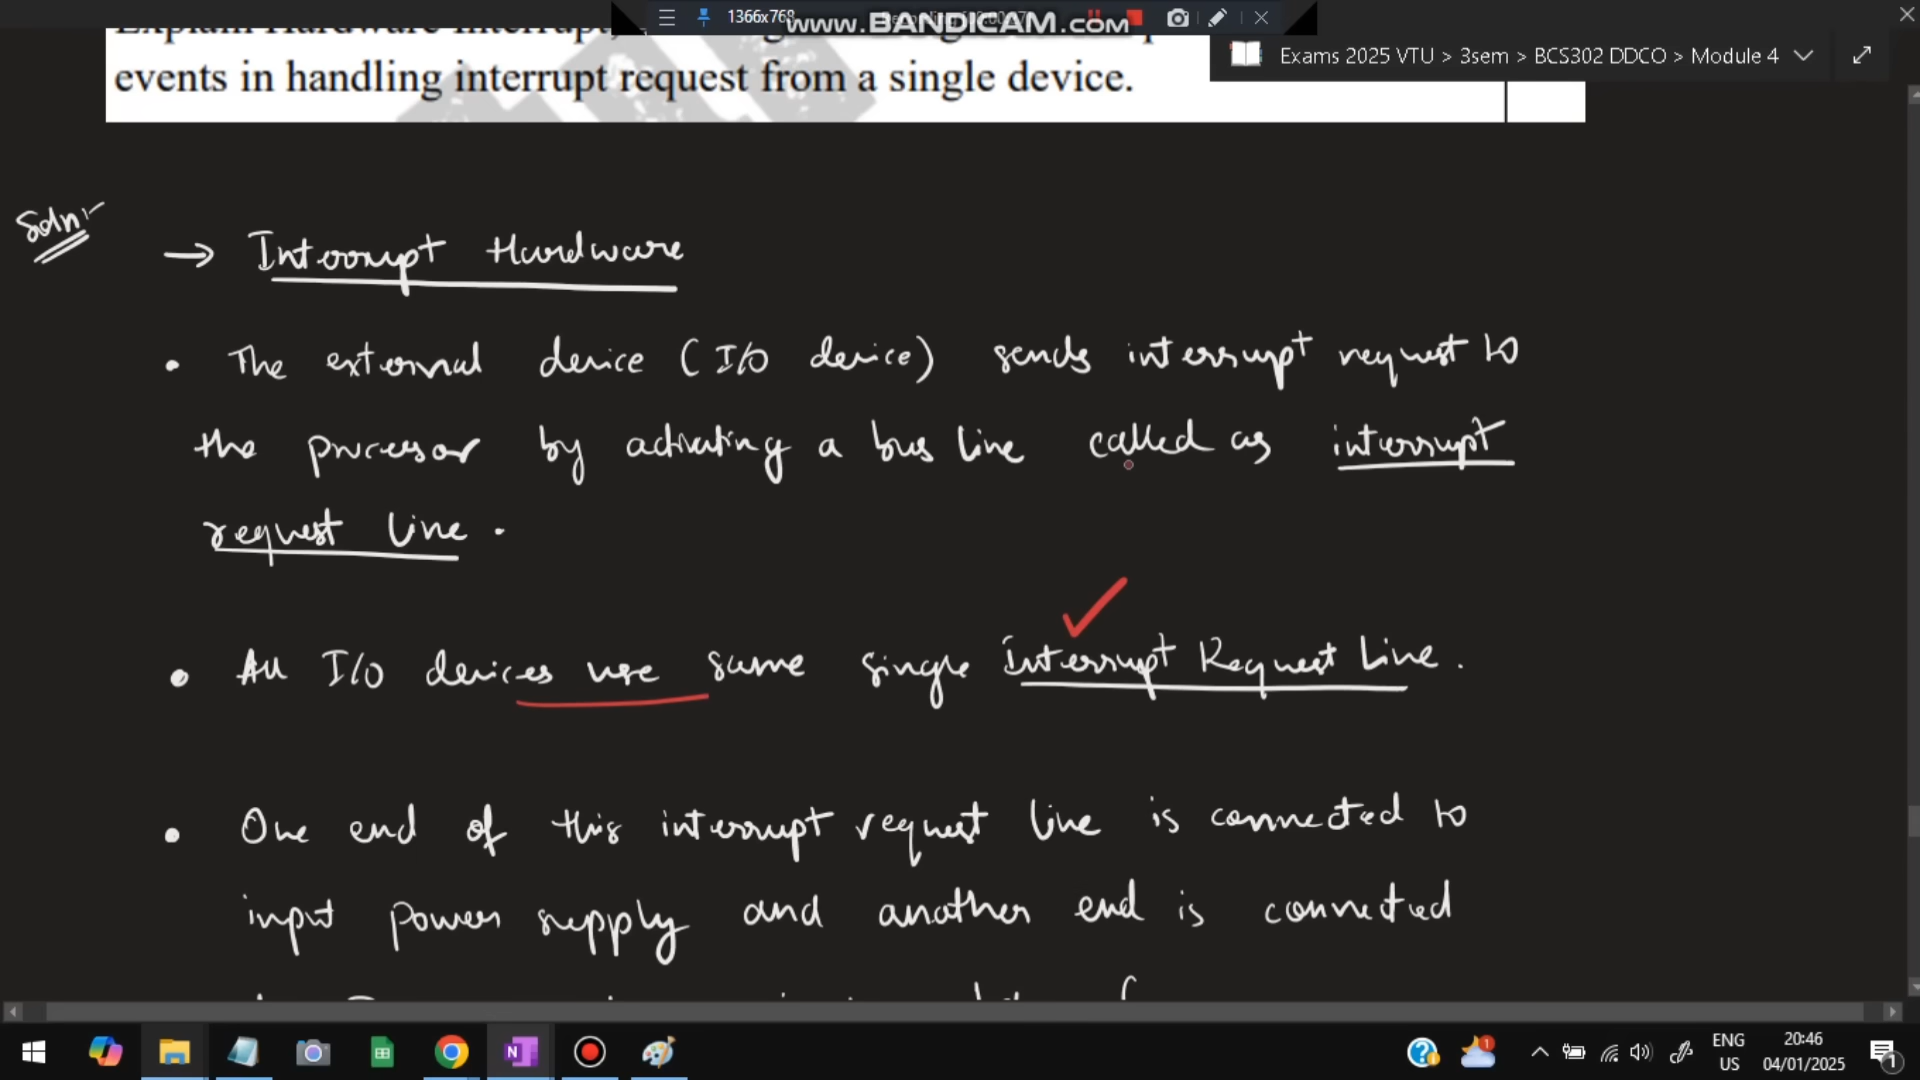 1366x768
www.BANDICAM.com
Exams 2025 VTU > 3sem > BCS302 DDCO > Module 4
events in handling interrupt request from a single device.
Soln:-
→ Interrupt Hardware
• The external device (I/O device) sends interrupt request to
the processor by activating a bus line called as interrupt
request line.
• All I/O devices use same single Interrupt Request Line.
• One end of this interrupt request line is connected to
input power supply and another end is connected
ENG
US
20:46
04/01/2025